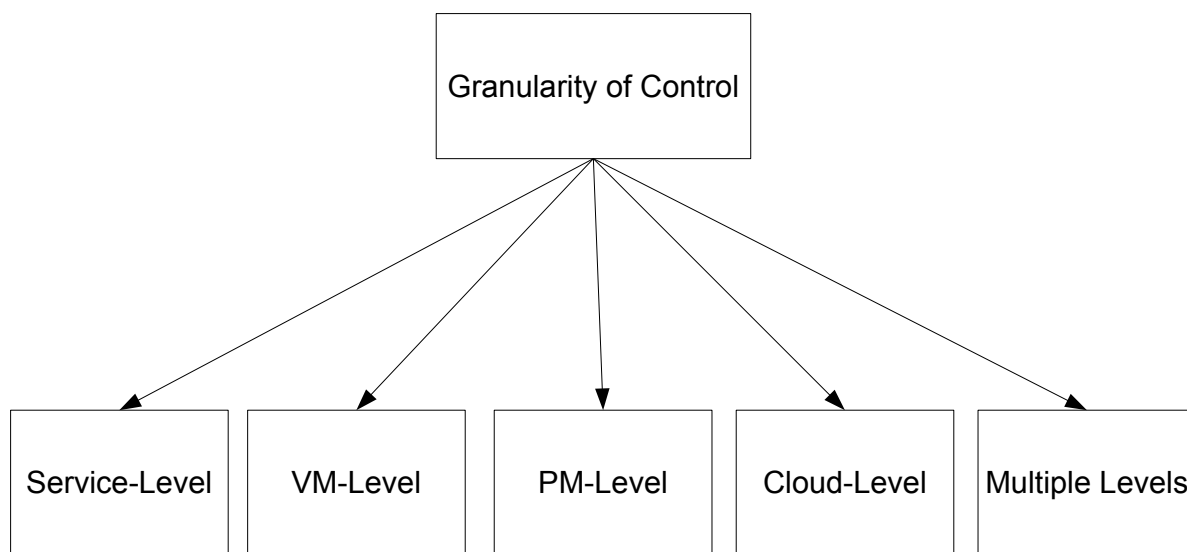 Granularity of Control
Service-Level
VM-Level
PM-Level
Cloud-Level
Multiple Levels